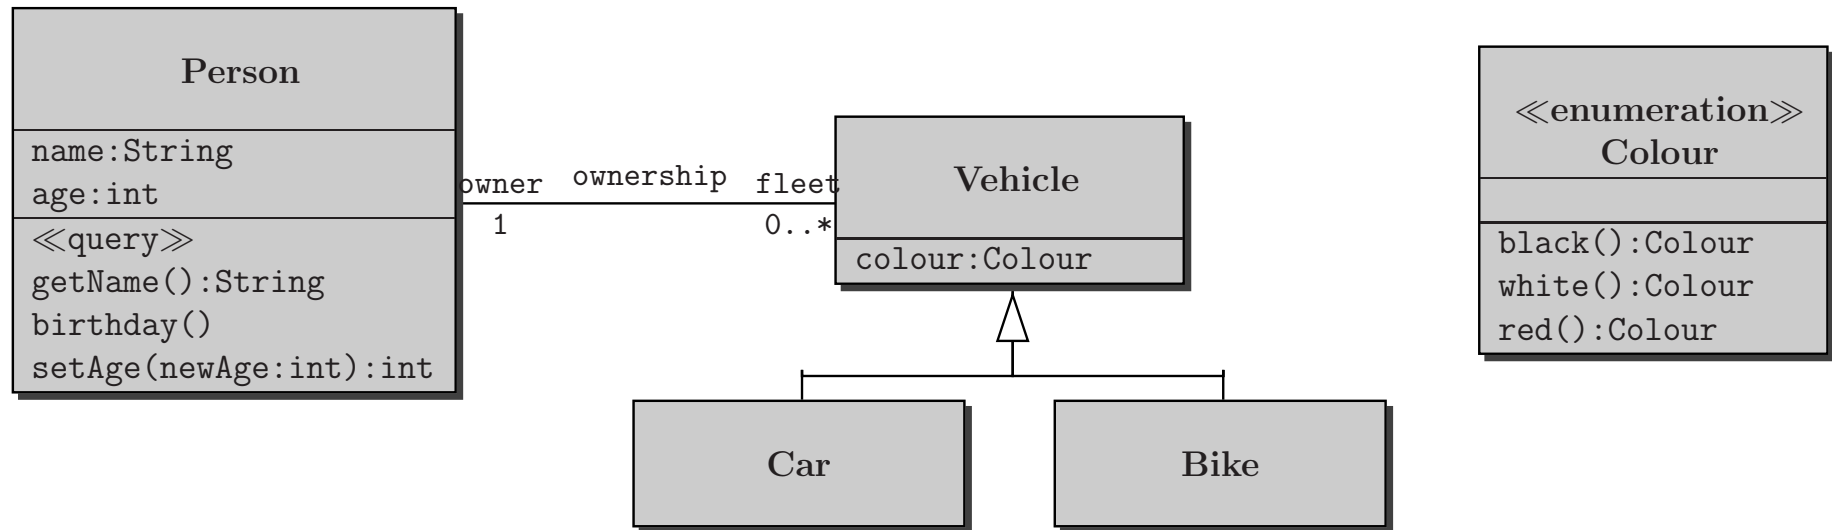 Person
name:String
age:int
≪query≫
getName():String
birthday()
setAge(newAge:int):int
owner
ownership
fleet
1
0..*
Vehicle
colour:Colour
Car
Bike
≪enumeration≫
Colour
black():Colour
white():Colour
red():Colour